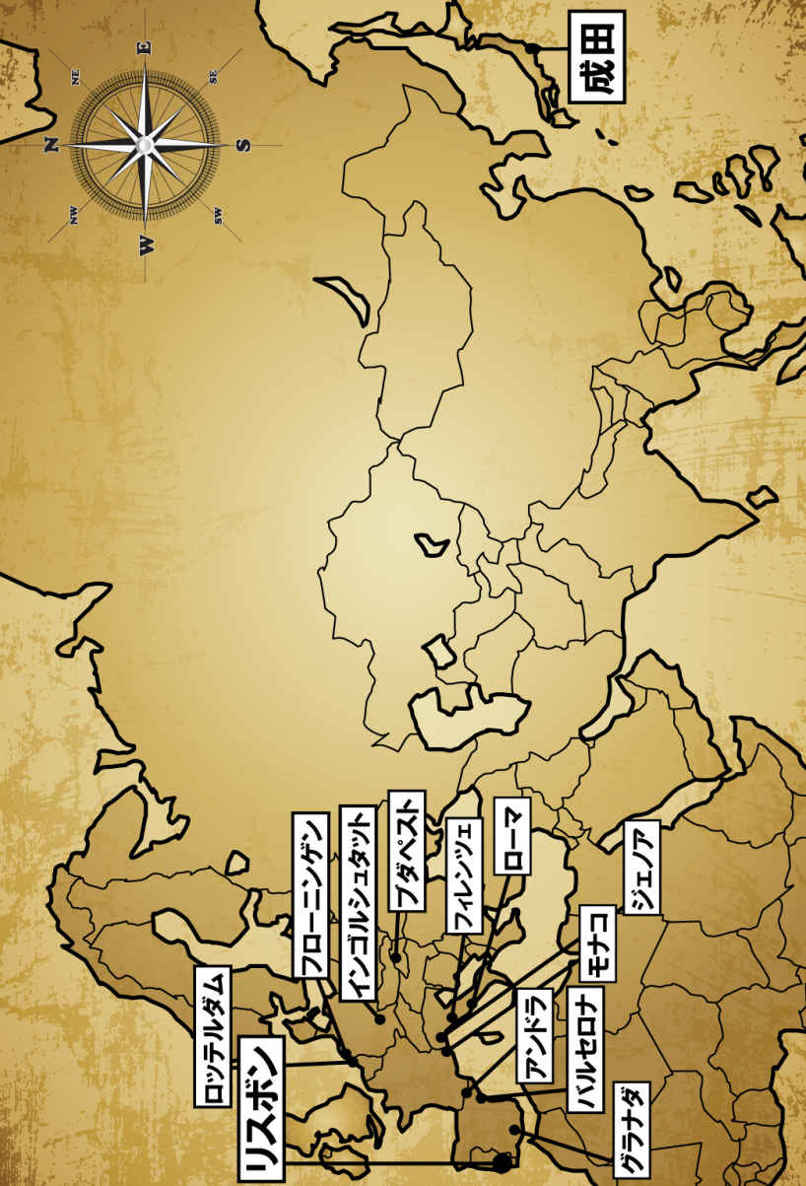 N
NE
E
SE
S
SW
W
NW
成田
ロッテルダム
リスボン
フローニンゲン
インゴルシュタット
ブダペスト
フィレンツェ
ローマ
ジェノア
モナコ
アンドラ
バルセロナ
グラナダ